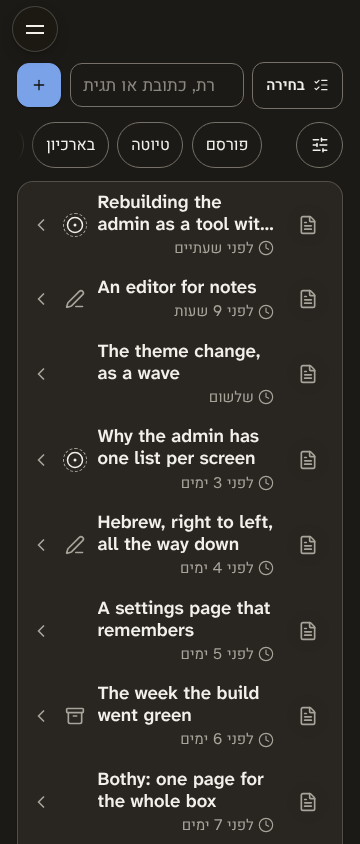 בחירה
רת, כתובת או תגית
+
פורסם
טיוטה
בארכיון
Rebuilding the
admin as a tool wit...
לפני שעתיים
An editor for notes
לפני 9 שעות
The theme change,
as a wave
שלשום
Why the admin has
one list per screen
לפני 3 ימים
Hebrew, right to left,
all the way down
לפני 4 ימים
A settings page that
remembers
לפני 5 ימים
The week the build
went green
לפני 6 ימים
Bothy: one page for
the whole box
לפני 7 ימים